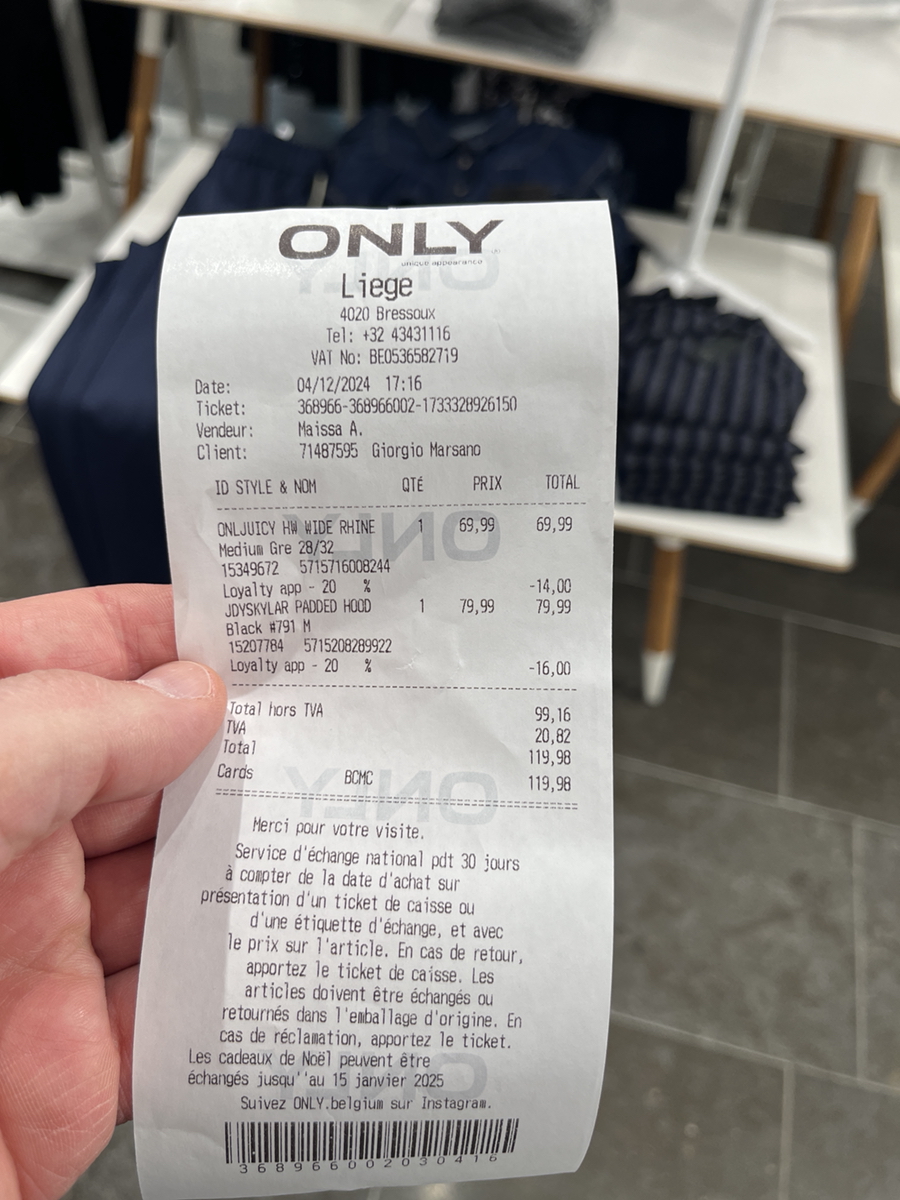 ONLY
unique appearance
Liege
4020 Bressoux
Tel: +32 43431116
VAT No: BE0536582719
Date: 04/12/2024 17:16
Ticket: 368966-368966002-1733328926150
Vendeur: Maissa A.
Client: 71487595 Giorgio Marsano
ID STYLE & NOM QTÉ PRIX TOTAL
ONLJUICY HW WIDE RHINE 1 69,99 69,99
Medium Gre 28/32
15349672 5715716008244
Loyalty app - 20 % -14,00
JDYSKYLAR PADDED HOOD 1 79,99 79,99
Black #791 M
15207784 5715208289922
Loyalty app - 20 % -16,00
Total hors TVA 99,16
TVA 20,82
Total 119,98
Cards BCMC 119,98
Merci pour votre visite.
Service d'échange national pdt 30 jours
à compter de la date d'achat sur
présentation d'un ticket de caisse ou
d'une étiquette d'échange, et avec
le prix sur l'article. En cas de retour,
apportez le ticket de caisse. Les
articles doivent être échangés ou
retournés dans l'emballage d'origine. En
cas de réclamation, apportez le ticket.
Les cadeaux de Noël peuvent être
échangés jusqu''au 15 janvier 2025
Suivez ONLY.belgium sur Instagram.
368966002030416